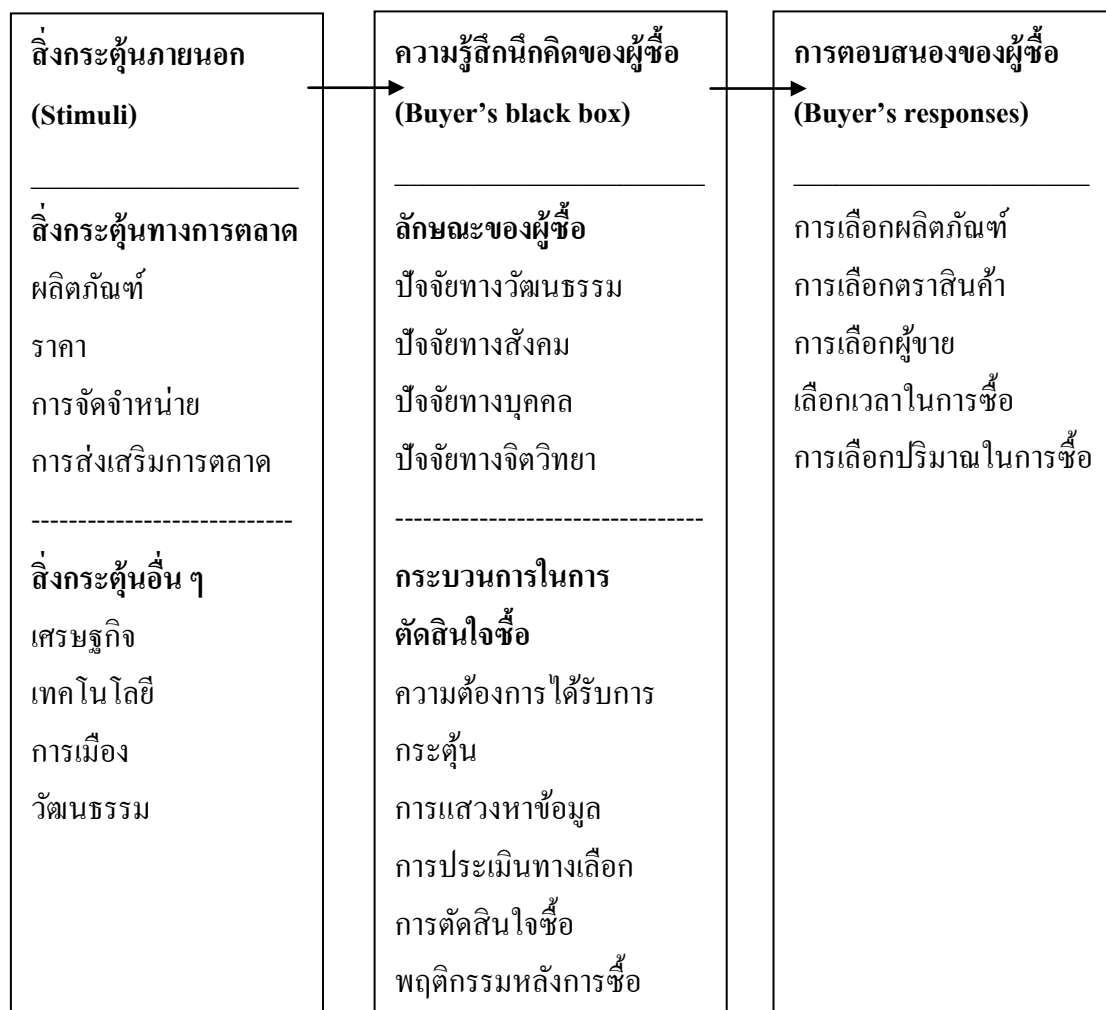 สิ่งกระตุ้นภายนอก
(Stimuli)
สิ่งกระตุ้นทางการตลาด
ผลิตภัณฑ์
ราคา
การจัดจำหน่าย
การส่งเสริมการตลาด
สิ่งกระตุ้นอื่น ๆ
เศรษฐกิจ
เทคโนโลยี
การเมือง
วัฒนธรรม
ความรู้สึกนึกคิดของผู้ซื้อ
(Buyer’s black box)
ลักษณะของผู้ซื้อ
ปัจจัยทางวัฒนธรรม
ปัจจัยทางสังคม
ปัจจัยทางบุคคล
ปัจจัยทางจิตวิทยา
กระบวนการในการ
ตัดสินใจซื้อ
ความต้องการได้รับการ
กระตุ้น
การแสวงหาข้อมูล
การประเมินทางเลือก
การตัดสินใจซื้อ
พฤติกรรมหลังการซื้อ
การตอบสนองของผู้ซื้อ
(Buyer’s responses)
การเลือกผลิตภัณฑ์
การเลือกตราสินค้า
การเลือกผู้ขาย
เลือกเวลาในการซื้อ
การเลือกปริมาณในการซื้อ